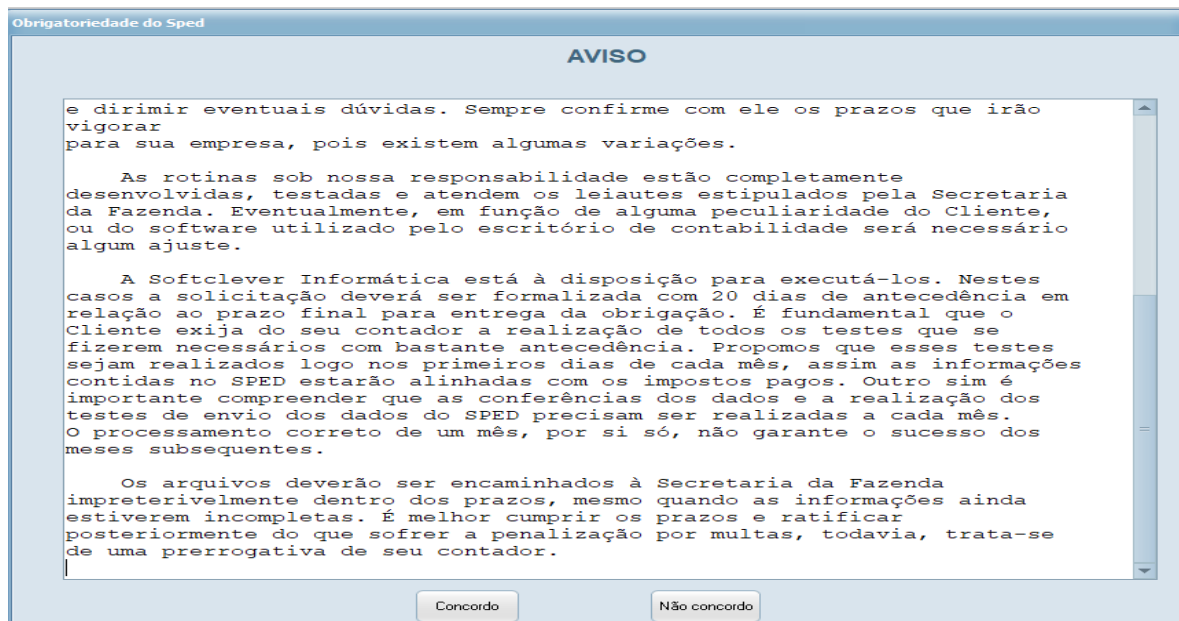 Obrigatoriedade do Sped
AVISO
e dirimir eventuais dúvidas. Sempre confirme com ele os prazos que irão
vigorar
para sua empresa, pois existem algumas variações.
As rotinas sob nossa responsabilidade estão completamente
desenvolvidas, testadas e atendem os leiautes estipulados pela Secretaria
da Fazenda. Eventualmente, em função de alguma peculiaridade do Cliente,
ou do software utilizado pelo escritório de contabilidade será necessário
algum ajuste.
A Softclever Informática está à disposição para executá-los. Nestes
casos a solicitação deverá ser formalizada com 20 dias de antecedência em
relação ao prazo final para entrega da obrigação. É fundamental que o
Cliente exija do seu contador a realização de todos os testes que se
fizerem necessários com bastante antecedência. Propomos que esses testes
sejam realizados logo nos primeiros dias de cada mês, assim as informações
contidas no SPED estarão alinhadas com os impostos pagos. Outro sim é
importante compreender que as conferências dos dados e a realização dos
testes de envio dos dados do SPED precisam ser realizadas a cada mês.
O processamento correto de um mês, por si só, não garante o sucesso dos
meses subsequentes.
Os arquivos deverão ser encaminhados à Secretaria da Fazenda
impreterivelmente dentro dos prazos, mesmo quando as informações ainda
estiverem incompletas. É melhor cumprir os prazos e ratificar
posteriormente do que sofrer a penalização por multas, todavia, trata-se
de uma prerrogativa de seu contador.
Concordo Não concordo